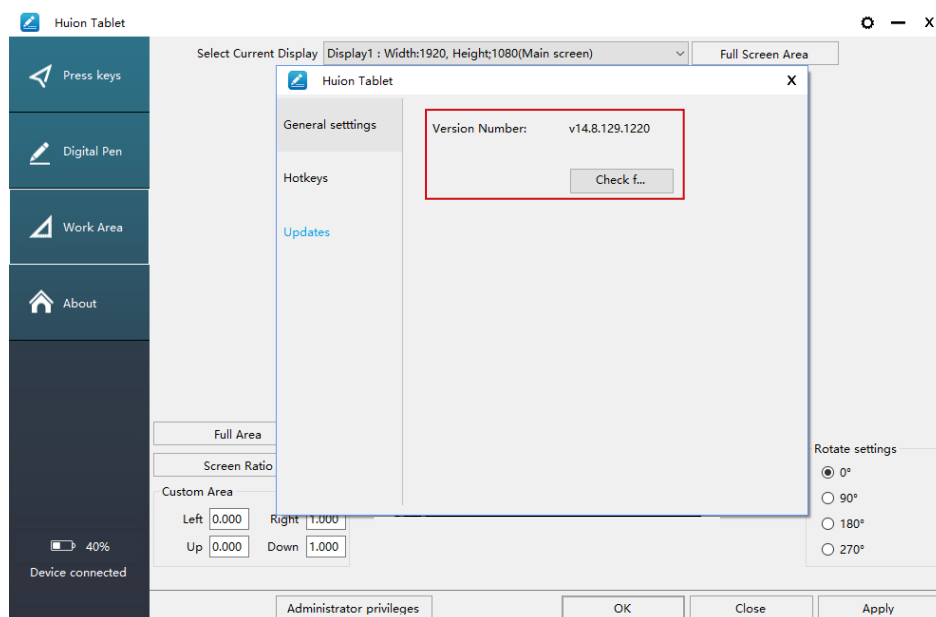 Huion Tablet
X
Select Current Display Display1 : Width:1920, Height;1080(Main screen) Full Screen Area
Press keys
Digital Pen
Work Area
About
Huion Tablet X
General setttings
Hotkeys
Updates
Version Number: v14.8.129.1220
Check f...
Full Area
Screen Ratio
Custom Area
Left 0.000 Right 1.000
Up 0.000 Down 1.000
Rotate settings
0°
90°
180°
270°
40%
Device connected
Administrator privileges OK Close Apply